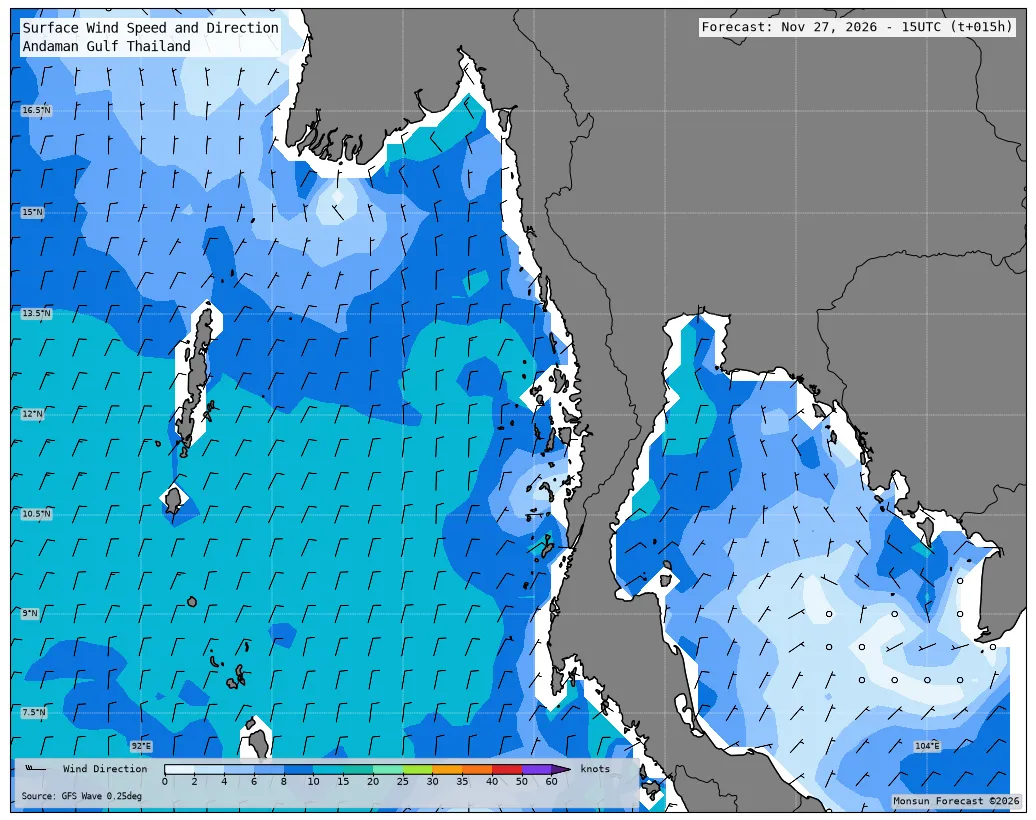 Surface Wind Speed and Direction
Andaman Gulf Thailand
Forecast: Nov 27, 2026 - 15UTC (t+015h)
16.5°N
15°N
13.5°N
12°N
10.5°N
9°N
7.5°N
92°E
104°E
Wind Direction
knots
0 2 4 6 8 10 15 20 25 30 35 40 50 60
Source: GFS Wave 0.25deg
Monsun Forecast ©2026